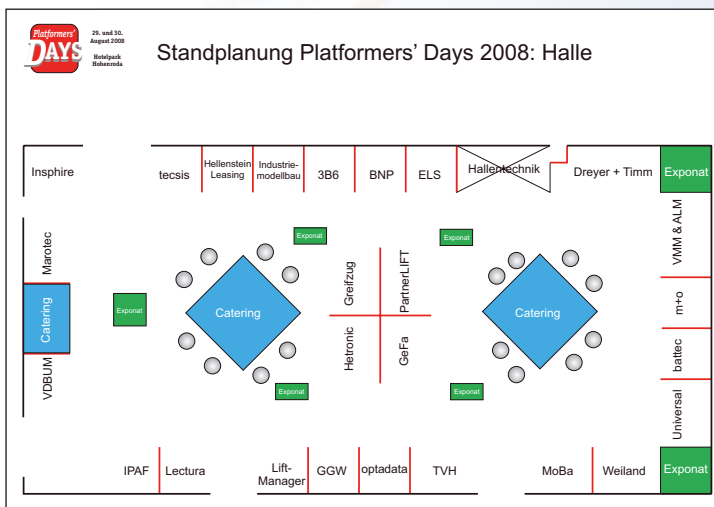 Platformers'
DAYS
29. und 30.
August 2008
Hotelpark
Hohenroda
Standplanung Platformers' Days 2008: Halle
Insphire
tecsis
Hellenstein
Leasing
Industrie-
modellbau
3B6
BNP
ELS
Hallentechnik
Dreyer + Timm
Exponat
Marotec
Catering
VDBUM
Exponat
Exponat
Catering
Exponat
Greifzug
PartnerLIFT
Hetronic
GeFa
Exponat
Catering
Exponat
VMM & ALM
m+o
battec
Universal
IPAF
Lectura
Lift-
Manager
GGW
optadata
TVH
MoBa
Weiland
Exponat